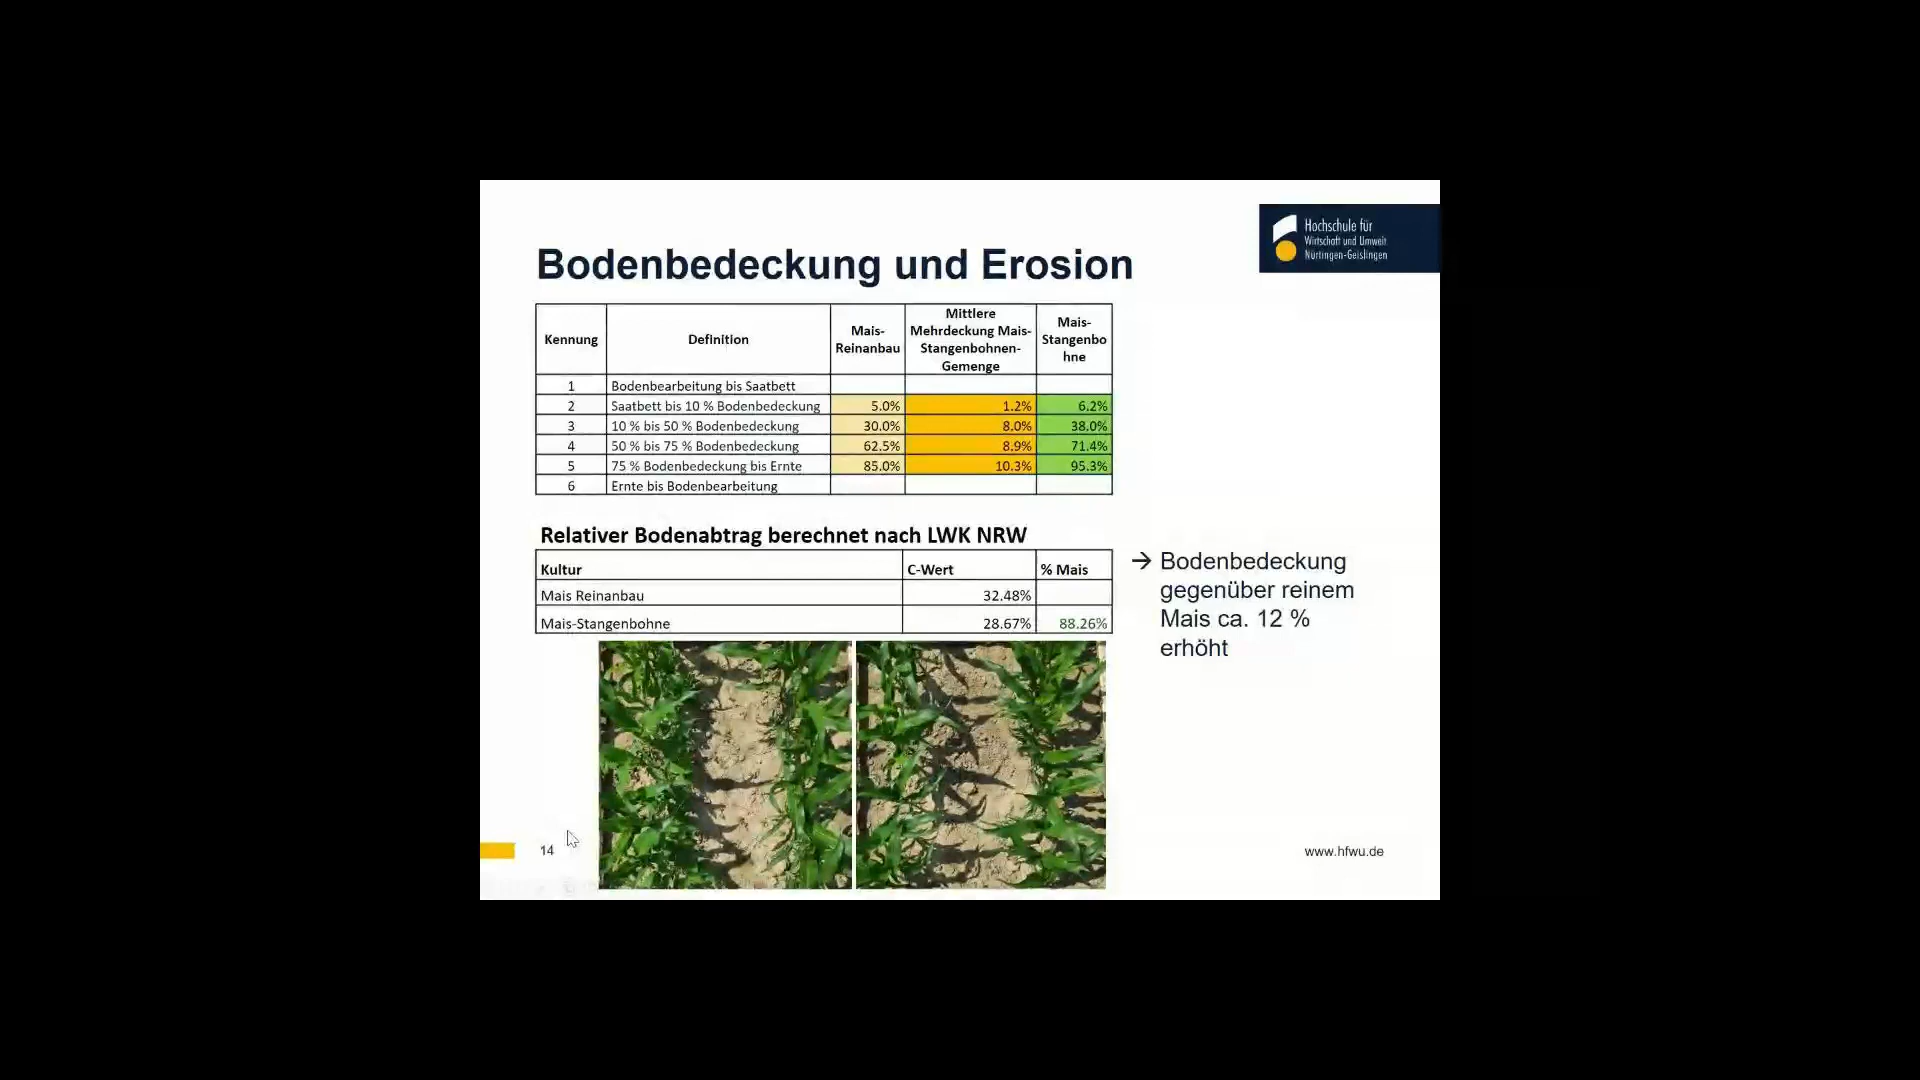 Hochschule für
Wirtschaft und Umwelt
Nürtingen-Geislingen
Bodenbedeckung und Erosion
Kennung Definition Mais-Reinanbau Mittlere Mehrdeckung Mais-Stangenbohnen-Gemenge Mais-Stangenbohne
1 Bodenbearbeitung bis Saatbett
2 Saatbett bis 10 % Bodenbedeckung 5.0% 1.2% 6.2%
3 10 % bis 50 % Bodenbedeckung 30.0% 8.0% 38.0%
4 50 % bis 75 % Bodenbedeckung 62.5% 8.9% 71.4%
5 75 % Bodenbedeckung bis Ernte 85.0% 10.3% 95.3%
6 Ernte bis Bodenbearbeitung
Relativer Bodenabtrag berechnet nach LWK NRW
Kultur C-Wert % Mais
Mais Reinanbau 32.48%
Mais-Stangenbohne 28.67% 88.26%
→ Bodenbedeckung
gegenüber reinem
Mais ca. 12 %
erhöht
14
www.hfwu.de